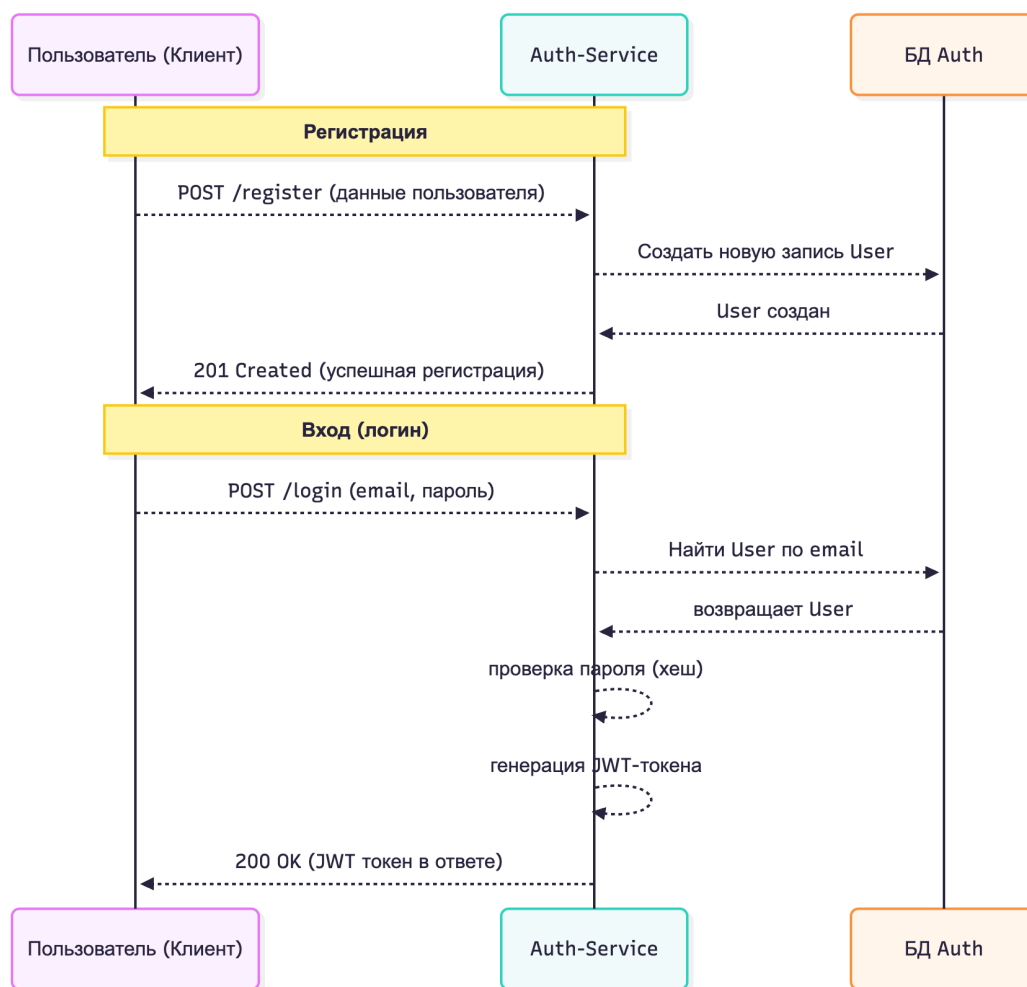 Пользователь (Клиент)
Auth-Service
БД Auth
Регистрация
POST /register (данные пользователя)
Создать новую запись User
User создан
201 Created (успешная регистрация)
Вход (логин)
POST /login (email, пароль)
Найти User по email
возвращает User
проверка пароля (хеш)
генерация JWT-токена
200 OK (JWT токен в ответе)
Пользователь (Клиент)
Auth-Service
БД Auth